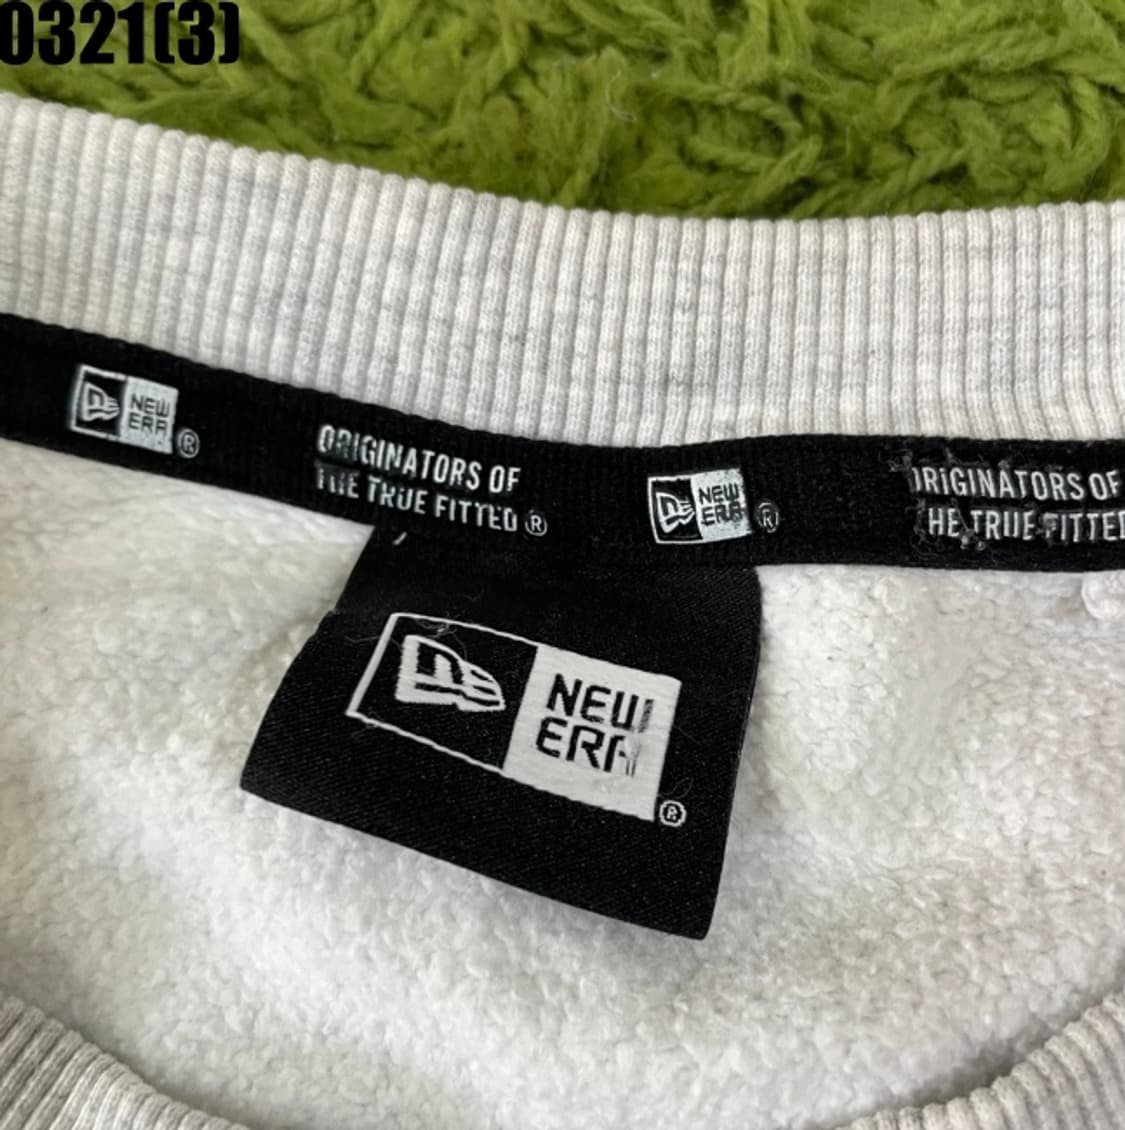 0321(3)
NEW
ERA
®
ORIGINATORS OF
THE TRUE FITTED ®
NEW
ERA
®
ORIGINATORS OF
THE TRUE FITTED
NEW
ERA
®